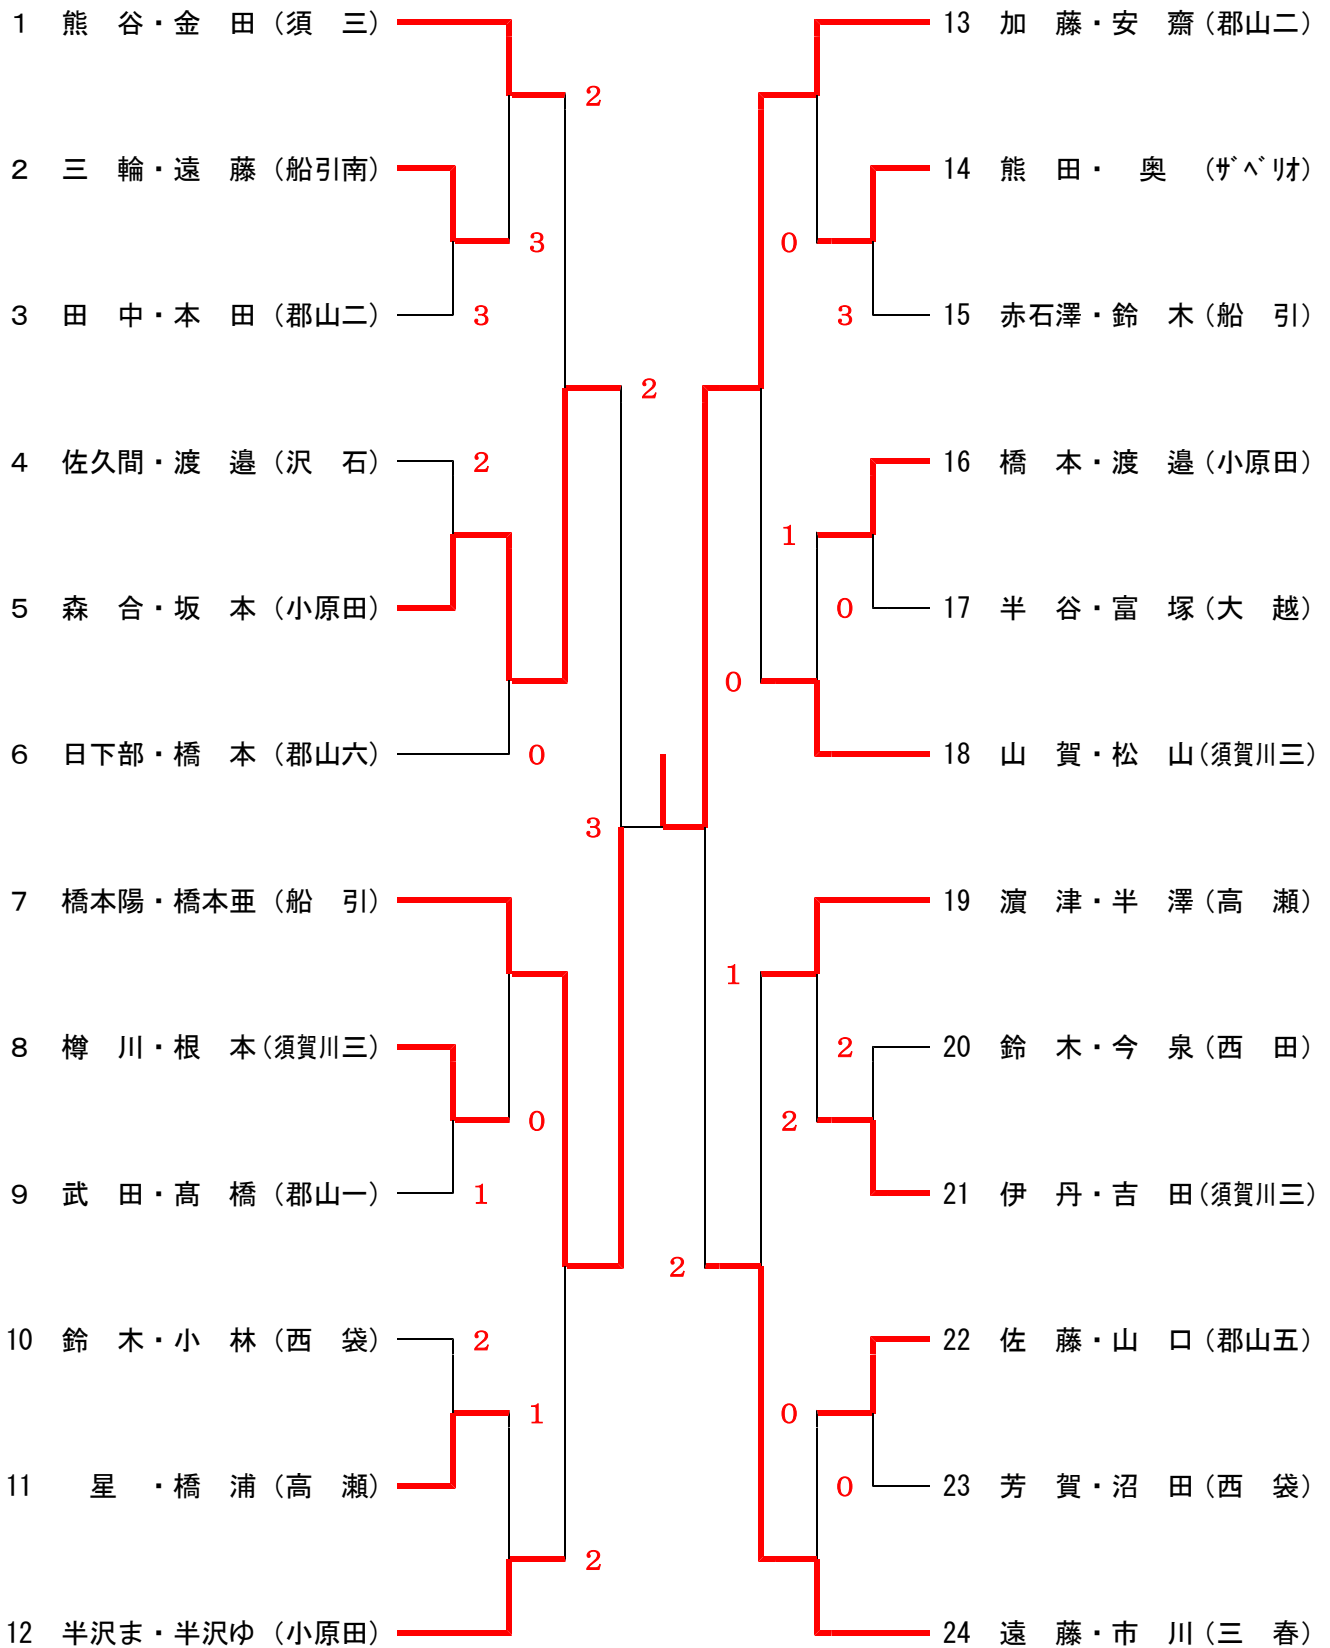 1 熊 谷・金 田 (須 三)
2
2 三 輪・遠 藤 (船引南)
3
3 田 中・本 田 (郡山二)
3
2
4 佐久間・渡 邉 (沢 石)
2
5 森 合・坂 本 (小原田)
6 日下部・橋 本 (郡山六)
0
3
7 橋本陽・橋本亜 (船 引)
8 樽 川・根 本 (須賀川三)
0
9 武 田・髙 橋 (郡山一)
1
10 鈴 木・小 林 (西 袋)
2
1
11 星 ・橋 浦 (高 瀬)
2
12 半沢ま・半沢ゆ (小原田)
13 加 藤・安 齋 (郡山二)
14 熊 田・ 奥 (ｻﾞﾍﾞﾘｵ)
0
3
15 赤石澤・鈴 木 (船 引)
16 橋 本・渡 邉 (小原田)
1
0
17 半 谷・富 塚 (大 越)
0
18 山 賀・松 山 (須賀川三)
19 濵 津・半 澤 (高 瀬)
1
2
20 鈴 木・今 泉 (西 田)
2
21 伊 丹・吉 田 (須賀川三)
2
22 佐 藤・山 口 (郡山五)
0
0
23 芳 賀・沼 田 (西 袋)
24 遠 藤・市 川 (三 春)